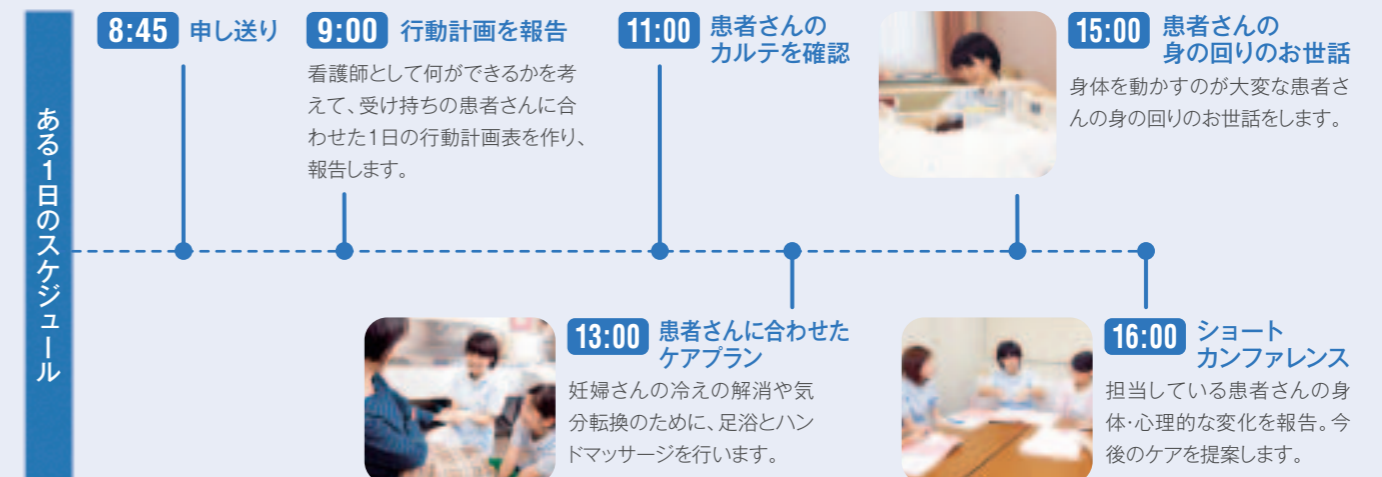 ある1日のスケジュール
8:45 申し送り
9:00 行動計画を報告
看護師として何ができるかを考
えて、受け持ちの患者さんに合
わせた1日の行動計画表を作り、
報告します。
11:00 患者さんの
カルテを確認
13:00 患者さんに合わせた
ケアプラン
妊婦さんの冷えの解消や気
分転換のために、足浴とハン
ドマッサージを行います。
15:00 患者さんの
身の回りのお世話
身体を動かすのが大変な患者さ
んの身の回りのお世話をします。
16:00 ショート
カンファレンス
担当している患者さんの身
体・心理的な変化を報告。今
後のケアを提案します。